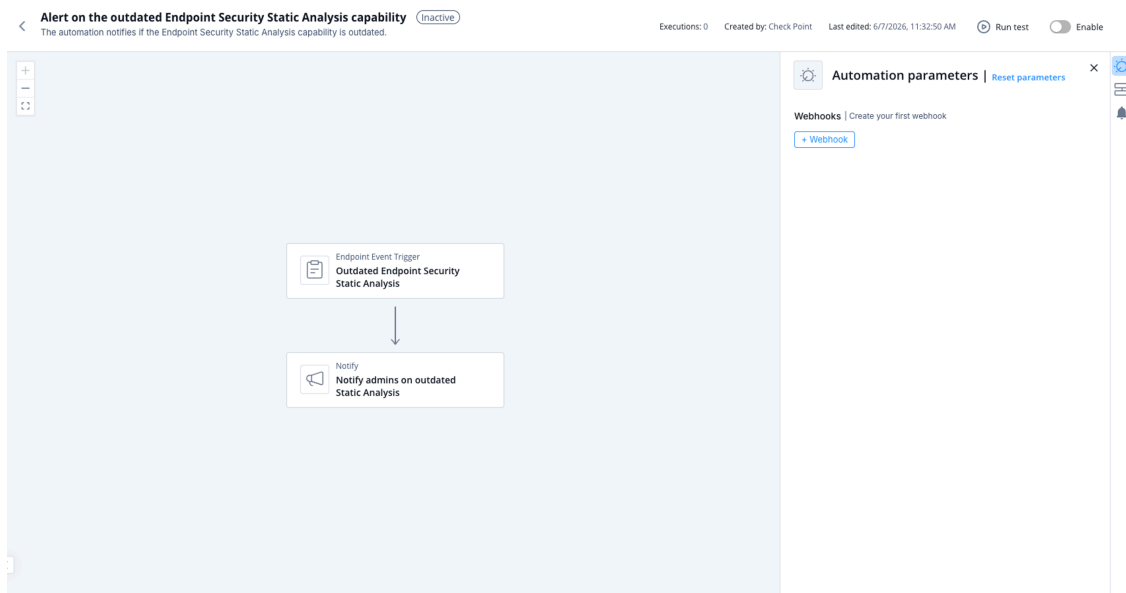 Alert on the outdated Endpoint Security Static Analysis capability
Inactive
The automation notifies if the Endpoint Security Static Analysis capability is outdated.
Executions: 0
Created by: Check Point
Last edited: 6/7/2026, 11:32:50 AM
Run test
Enable
Automation parameters | Reset parameters
Webhooks | Create your first webhook
+ Webhook
Endpoint Event Trigger
Outdated Endpoint Security
Static Analysis
Notify
Notify admins on outdated
Static Analysis